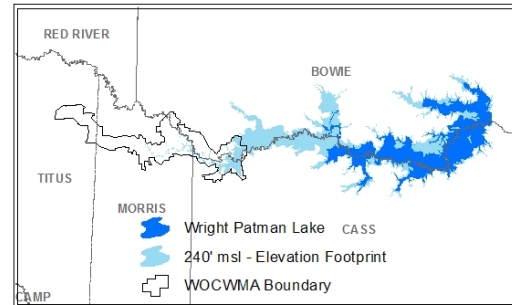 RED RIVER
BOWIE
TITUS
MORRIS
CASS
Wright Patman Lake
240' msl - Elevation Footprint
WOCWMA Boundary
CAMP